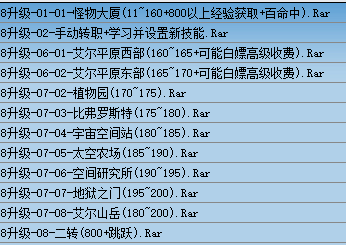 8升级-01-01-怪物大厦(11~160+800以上经验获取+百命中).Rar
8升级-02-手动转职+学习并设置新技能.Rar
8升级-06-01-艾尔平原西部(160~165+可能白嫖高级收费).Rar
8升级-06-02-艾尔平原东部(165~170+可能白嫖高级收费).Rar
8升级-07-02-植物园(170~175).Rar
8升级-07-03-比弗罗斯特(175~180).Rar
8升级-07-04-宇宙空间站(180~185).Rar
8升级-07-05-太空农场(185~190).Rar
8升级-07-06-空间研究所(190~195).Rar
8升级-07-07-地狱之门(195~200).Rar
8升级-07-08-艾尔山岳(180~200).Rar
8升级-08-二转(800+跳跃).Rar